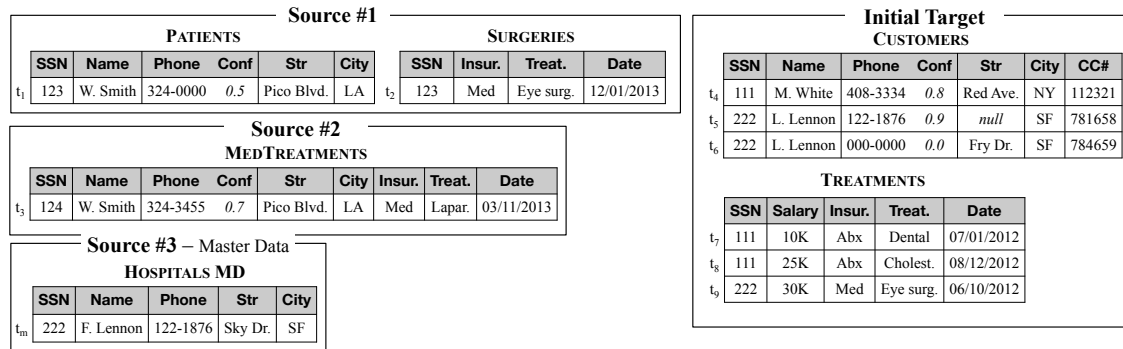 Source #1
PATIENTS
SSN Name Phone Conf Str City
t1 123 W. Smith 324-0000 0.5 Pico Blvd. LA
SURGERIES
SSN Insur. Treat. Date
t2 123 Med Eye surg. 12/01/2013
Source #2
MEDTREATMENTS
SSN Name Phone Conf Str City Insur. Treat. Date
t3 124 W. Smith 324-3455 0.7 Pico Blvd. LA Med Lapar. 03/11/2013
Source #3 – Master Data
HOSPITALS MD
SSN Name Phone Str City
tm 222 F. Lennon 122-1876 Sky Dr. SF
Initial Target
CUSTOMERS
SSN Name Phone Conf Str City CC#
t4 111 M. White 408-3334 0.8 Red Ave. NY 112321
t5 222 L. Lennon 122-1876 0.9 null SF 781658
t6 222 L. Lennon 000-0000 0.0 Fry Dr. SF 784659
TREATMENTS
SSN Salary Insur. Treat. Date
t7 111 10K Abx Dental 07/01/2012
t8 111 25K Abx Cholest. 08/12/2012
t9 222 30K Med Eye surg. 06/10/2012